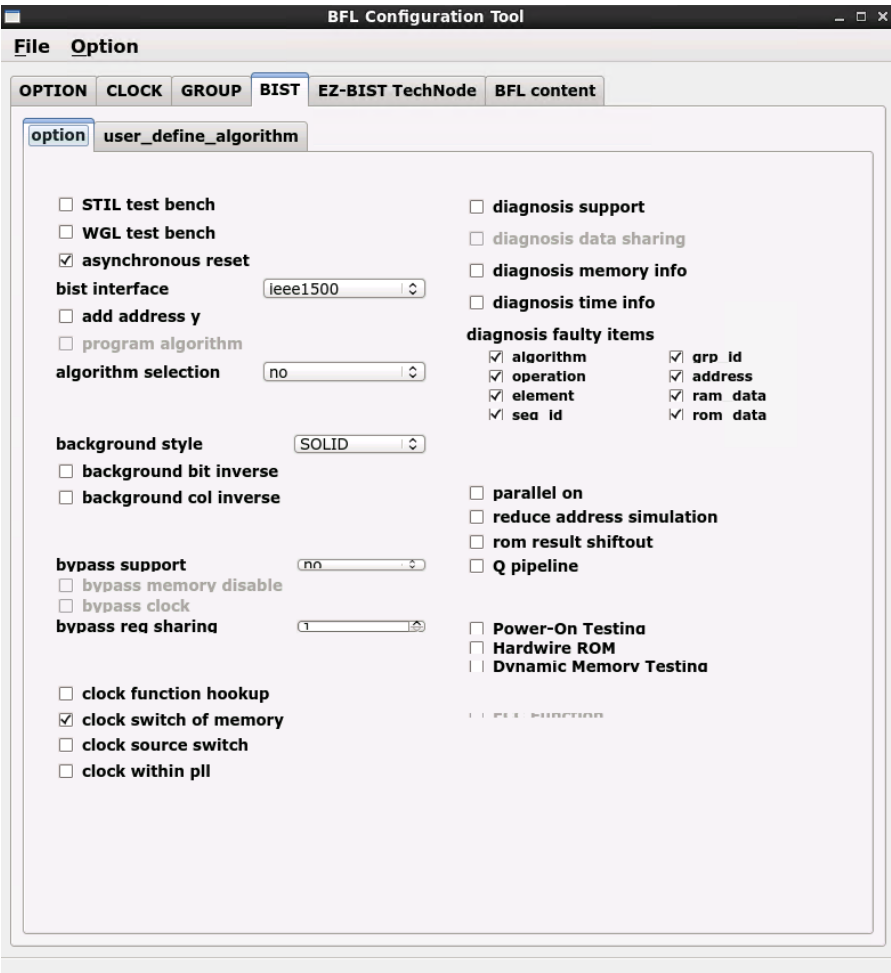 BFL Configuration Tool
File Option
OPTION CLOCK GROUP BIST EZ-BIST TechNode BFL content
option user_define_algorithm
STIL test bench
WGL test bench
asynchronous reset
bist interface ieee1500
add address y
program algorithm
algorithm selection no
background style SOLID
background bit inverse
background col inverse
bypass support no
bypass memory disable
bypass clock
bypass reg sharing 1
clock function hookup
clock switch of memory
clock source switch
clock within pll
diagnosis support
diagnosis data sharing
diagnosis memory info
diagnosis time info
diagnosis faulty items
algorithm grp_id
operation address
element ram_data
seq_id rom_data
parallel on
reduce address simulation
rom result shiftout
Q pipeline
Power-On Testing
Hardwire ROM
Dynamic Memory Testing
Function